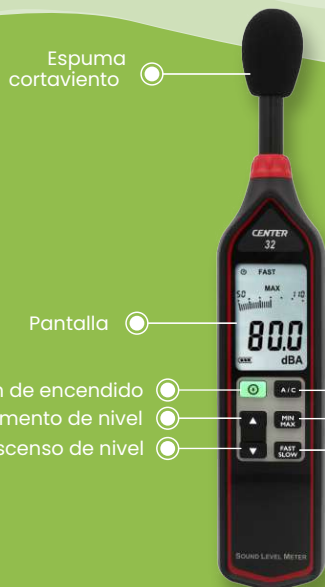 Espuma
cortaviento
CENTER
32
FAST
MAX
50 110
80.0
dBA
Pantalla
n de encendido
A/C
mento de nivel
MIN
MAX
scenso de nivel
FAST
SLOW
SOUND LEVEL METER